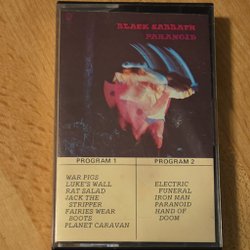 BLACK SABBATH
PARANOID
PROGRAM 1
WAR PIGS
LUKE'S WALL
RAT SALAD
JACK THE
STRIPPER
FAIRIES WEAR
BOOTS
PLANET CARAVAN
PROGRAM 2
ELECTRIC
FUNERAL
IRON MAN
PARANOID
HAND OF
DOOM